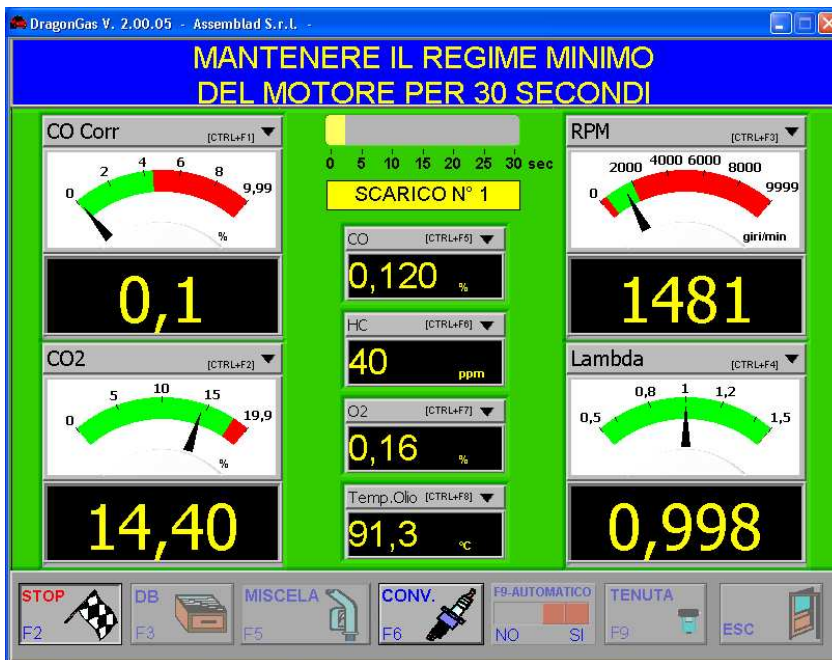 DragonGas V. 2.00.05 - Assemblad S.r.l. -
MANTENERE IL REGIME MINIMO
DEL MOTORE PER 30 SECONDI
CO Corr [CTRL+F1]
0 2 4 6 8 9,99
%
0,1
CO2 [CTRL+F2]
0 5 10 15 19,9
%
14,40
0 5 10 15 20 25 30 sec
SCARICO N° 1
CO [CTRL+F5]
0,120 %
HC [CTRL+F6]
40 ppm
O2 [CTRL+F7]
0,16 %
Temp.Olio [CTRL+F8]
91,3 °C
RPM [CTRL+F3]
0 2000 4000 6000 8000 9999
giri/min
1481
Lambda [CTRL+F4]
0,5 0,8 1 1,2 1,5
0,998
STOP
F2
DB
F3
MISCELA
F5
CONV.
F6
F9-AUTOMATICO
NO SI
TENUTA
F9
ESC